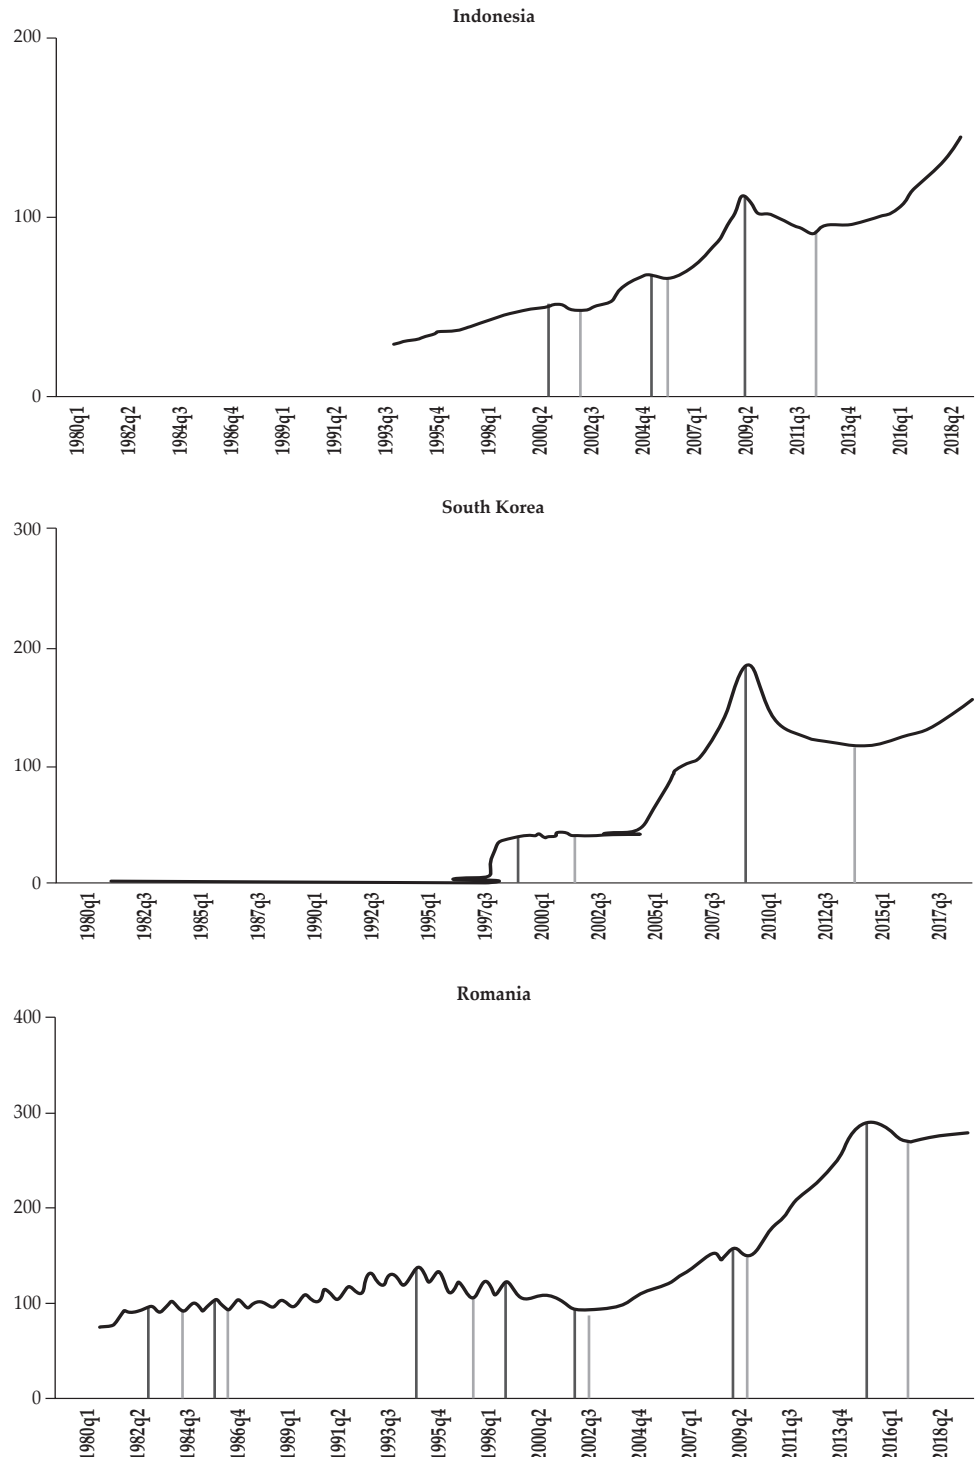 Indonesia
200
100
0
1980q1
1982q2
1984q3
1986q4
1989q1
1991q2
1993q3
1995q4
1998q1
2000q2
2002q3
2004q4
2007q1
2009q2
2011q3
2013q4
2016q1
2018q2
South Korea
300
200
100
0
1980q1
1982q3
1985q1
1987q3
1990q1
1992q3
1995q1
1997q3
2000q1
2002q3
2005q1
2007q3
2010q1
2012q3
2015q1
2017q3
Romania
400
300
200
100
0
1980q1
1982q2
1984q3
1986q4
1989q1
1991q2
1993q3
1995q4
1998q1
2000q2
2002q3
2004q4
2007q1
2009q2
2011q3
2013q4
2016q1
2018q2